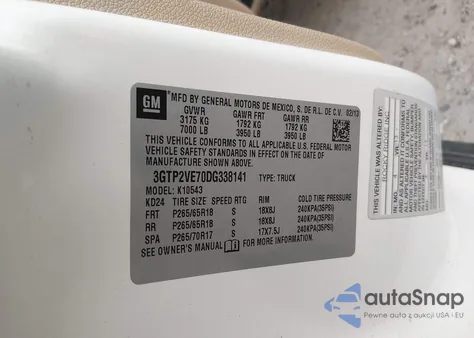 GM
MFD BY GENERAL MOTORS DE MEXICO, S. DE R.L. DE C.V. 02/13
GVWR GAWR FRT GAWR RR
3175 KG 1792 KG 1792 KG
7000 LB 3950 LB 3950 LB
THIS VEHICLE CONFORMS TO ALL APPLICABLE U.S. FEDERAL MOTOR
VEHICLE SAFETY STANDARDS IN EFFECT ON THE DATE OF
MANUFACTURE SHOWN ABOVE.
3GTP2VE70DG338141 TYPE: TRUCK
MODEL: K10543
KD24 TIRE SIZE SPEED RTG RIM COLD TIRE PRESSURE
FRT P265/65R18 S 18X8J 240KPA(35PSI)
RR P265/65R18 S 18X8J 240KPA(35PSI)
SPA P265/70R17 S 17X7.5J 240KPA(35PSI)
SEE OWNER'S MANUAL FOR MORE INFORMATION
THIS VEHICLE WAS ALTERED BY:
autoSnap
Pewne auta z aukcji USA i EU